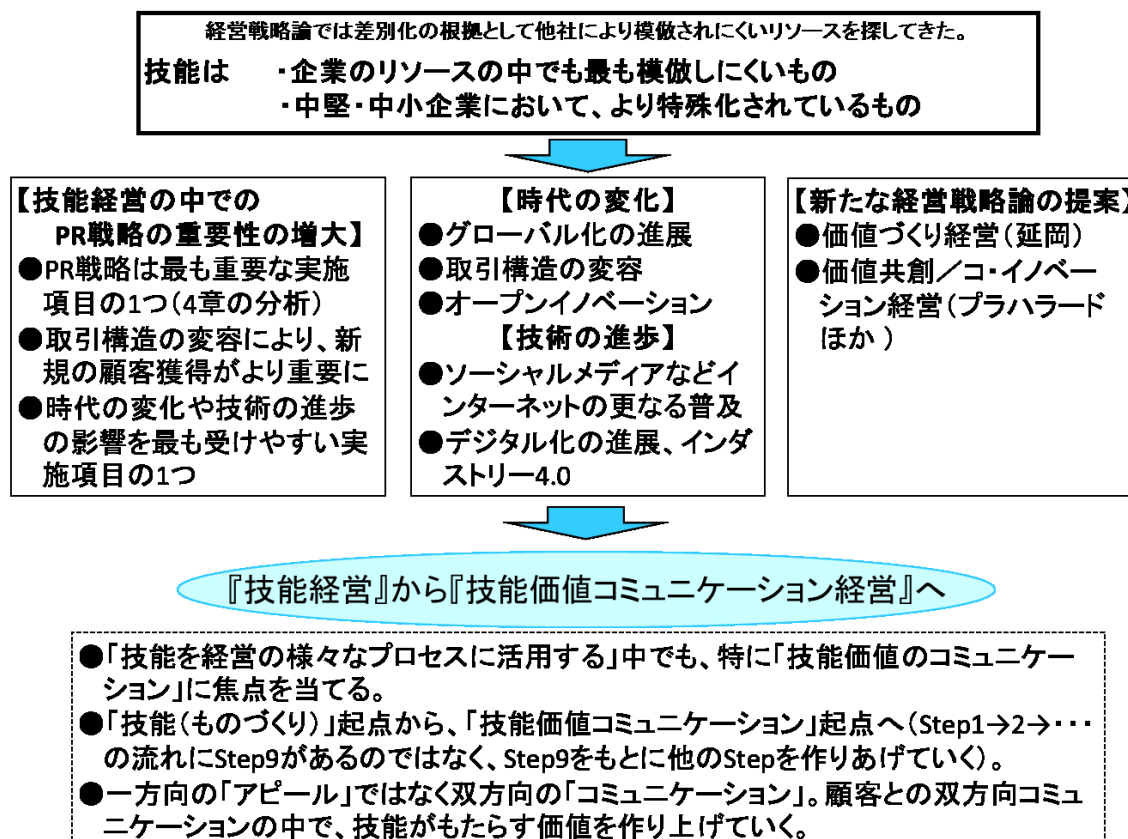 経営戦略論では差別化の根拠として他社により模倣されにくいリソースを探してきた。
技能は ・企業のリソースの中でも最も模倣しにくいもの
・中堅・中小企業において、より特殊化されているもの
【技能経営の中での
PR戦略の重要性の増大】
●PR戦略は最も重要な実施
項目の1つ(4章の分析)
●取引構造の変容により、新
規の顧客獲得がより重要に
●時代の変化や技術の進歩
の影響を最も受けやすい実
施項目の1つ
【時代の変化】
●グローバル化の進展
●取引構造の変容
●オープンイノベーション
【技術の進歩】
●ソーシャルメディアなどイ
ンターネットの更なる普及
●デジタル化の進展、インダ
ストリー4.0
【新たな経営戦略論の提案】
●価値づくり経営(延岡)
●価値共創／コ・イノベー
ション経営(プラハラード
ほか )
『技能経営』から『技能価値コミュニケーション経営』へ
●「技能を経営の様々なプロセスに活用する」中でも、特に「技能価値のコミュニケー
ション」に焦点を当てる。
●「技能(ものづくり)」起点から、「技能価値コミュニケーション」起点へ(Step1→2→・・・
の流れにStep9があるのではなく、Step9をもとに他のStepを作りあげていく)。
●一方向の「アピール」ではなく双方向の「コミュニケーション」。顧客との双方向コミュ
ニケーションの中で、技能がもたらす価値を作り上げていく。